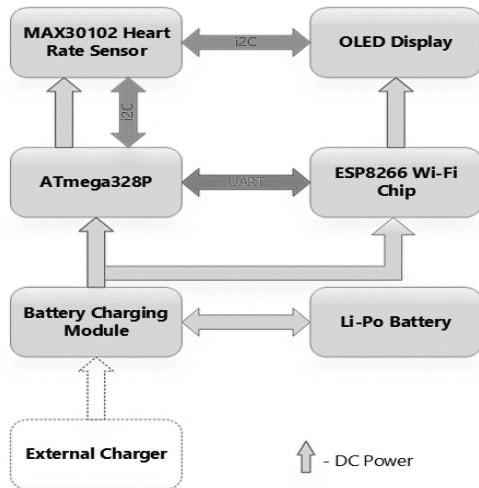 MAX30102 Heart
Rate Sensor
i2C
OLED Display
i2C
ATmega328P
UART
ESP8266 Wi-Fi
Chip
Battery Charging
Module
Li-Po Battery
External Charger
- DC Power